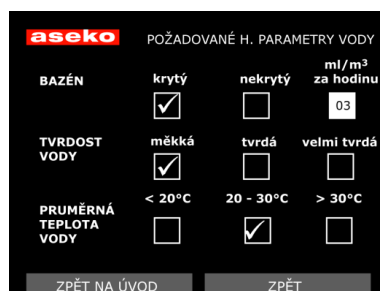 aseko POŽADOVANÉ H. PARAMETRY VODY
ml/m³
BAZÉN krytý nekrytý za hodinu
03
TVRDOST měkká tvrdá velmi tvrdá
VODY
< 20°C 20 - 30°C > 30°C
PRUMĚRNÁ
TEPLOTA
VODY
ZPĚT NA ÚVOD ZPĚT